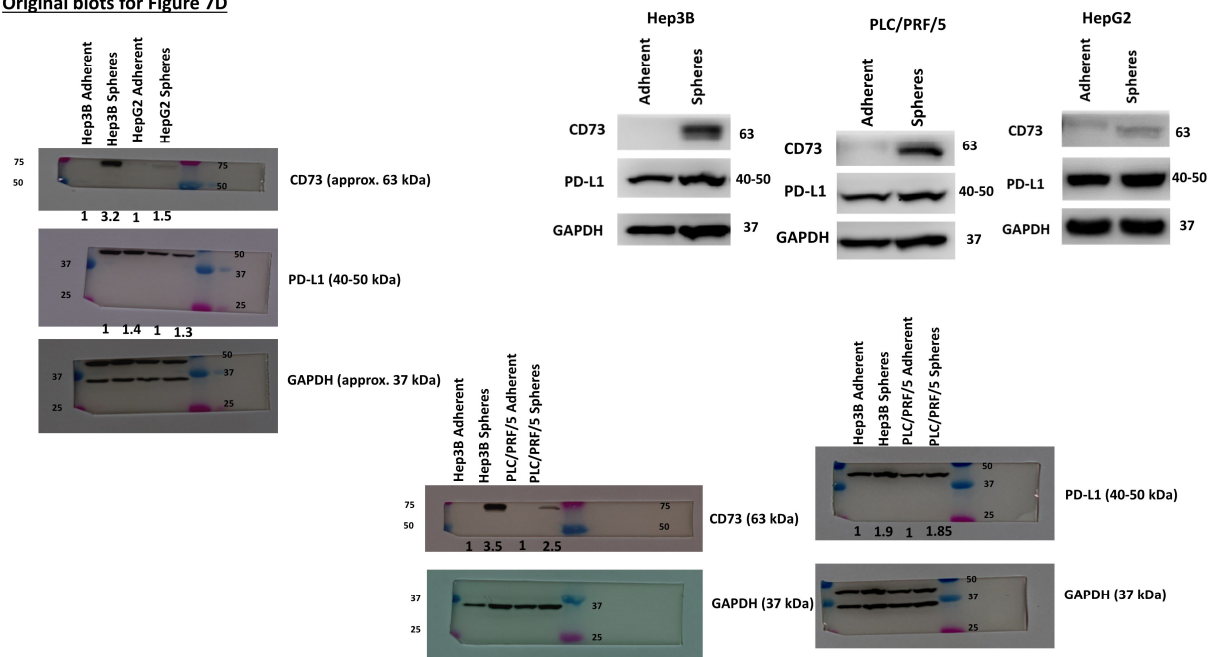 Original blots for Figure 7D
Hep3B Adherent
Hep3B Spheres
HepG2 Adherent
HepG2 Spheres
75
50
75
50
CD73 (approx. 63 kDa)
1 3.2 1 1.5
37
25
50
37
25
PD-L1 (40-50 kDa)
1 1.4 1 1.3
37
25
50
37
25
GAPDH (approx. 37 kDa)
Hep3B
Adherent
Spheres
CD73
63
PD-L1
40-50
GAPDH
37
PLC/PRF/5
Adherent
Spheres
CD73
63
PD-L1
40-50
GAPDH
37
HepG2
Adherent
Spheres
CD73
63
PD-L1
40-50
GAPDH
37
Hep3B Adherent
Hep3B Spheres
PLC/PRF/5 Adherent
PLC/PRF/5 Spheres
75
50
75
50
CD73 (63 kDa)
1 3.5 1 2.5
37
25
37
25
GAPDH (37 kDa)
Hep3B Adherent
Hep3B Spheres
PLC/PRF/5 Adherent
PLC/PRF/5 Spheres
50
37
25
PD-L1 (40-50 kDa)
1 1.9 1 1.85
50
37
25
GAPDH (37 kDa)